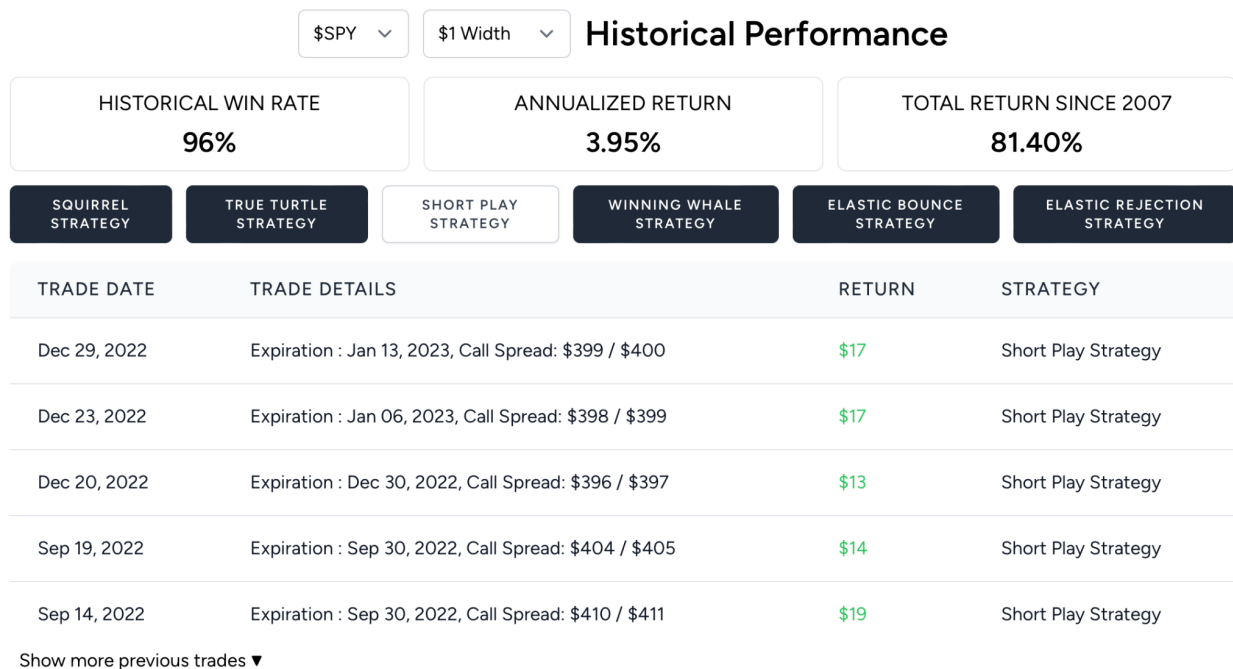 $SPY $1 Width Historical Performance
HISTORICAL WIN RATE
96%
ANNUALIZED RETURN
3.95%
TOTAL RETURN SINCE 2007
81.40%
SQUIRREL
STRATEGY
TRUE TURTLE
STRATEGY
SHORT PLAY
STRATEGY
WINNING WHALE
STRATEGY
ELASTIC BOUNCE
STRATEGY
ELASTIC REJECTION
STRATEGY
TRADE DATE TRADE DETAILS RETURN STRATEGY
Dec 29, 2022 Expiration : Jan 13, 2023, Call Spread: $399 / $400 $17 Short Play Strategy
Dec 23, 2022 Expiration : Jan 06, 2023, Call Spread: $398 / $399 $17 Short Play Strategy
Dec 20, 2022 Expiration : Dec 30, 2022, Call Spread: $396 / $397 $13 Short Play Strategy
Sep 19, 2022 Expiration : Sep 30, 2022, Call Spread: $404 / $405 $14 Short Play Strategy
Sep 14, 2022 Expiration : Sep 30, 2022, Call Spread: $410 / $411 $19 Short Play Strategy
Show more previous trades ▼